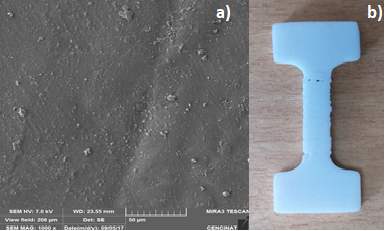 a)
b)
SEM HV: 7.0 kV WD: 23.55 mm MIRA3 TESCAN
View field: 208 µm Det: SE 50 µm
SEM MAG: 1000 x Date(m/d/y): 09/05/17 CENCINAT